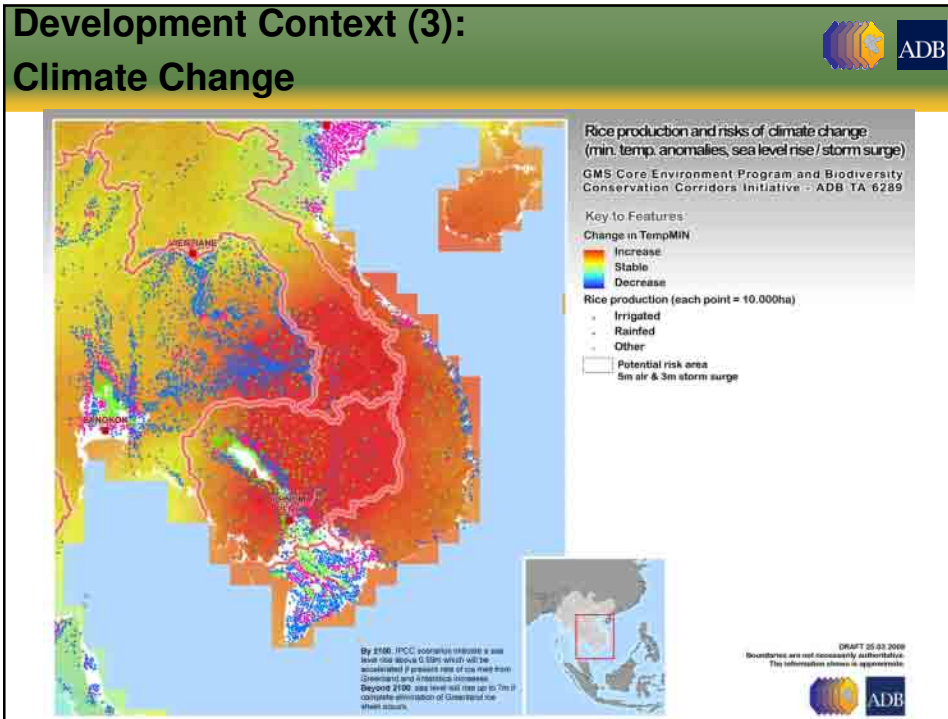 Development Context (3):
Climate Change
ADB
Rice production and risks of climate change
(min. temp. anomalies, sea level rise / storm surge)
GMS Core Environment Program and Biodiversity
Conservation Corridors Initiative - ADB TA 6289
Key to Features
Change in TempMIN
Increase
Stable
Decrease
Rice production (each point = 10.000ha)
Irrigated
Rainfed
Other
Potential risk area
5m slr & 3m storm surge
VIENTIANE
BANGKOK
By 2100, IPCC scenarios indicate a sea
level rise above 0.59m which will be
accelerated if present rate of ice melt from
Greenland and Antarctica increases.
Beyond 2100, sea level will rise up to 7m if
complete elimination of Greenland ice
sheet occurs.
DRAFT 25.03.2008
Boundaries are not necessarily authoritative.
The information shown is approximate.
ADB